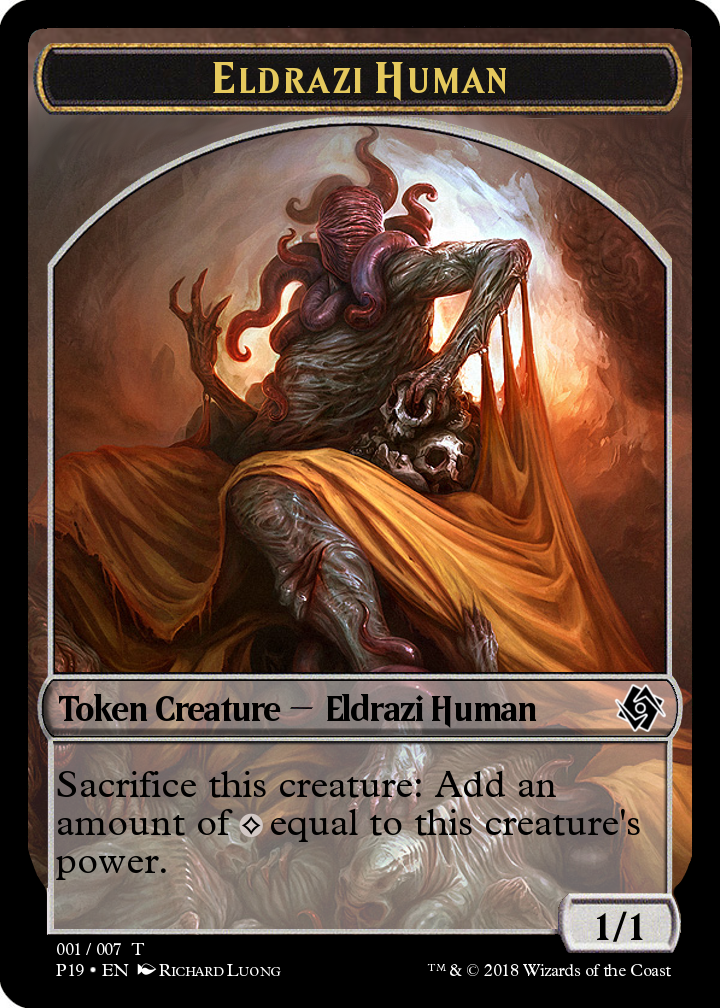 Eldrazi Human
Token Creature — Eldrazi Human
Sacrifice this creature: Add an
amount of ◇ equal to this creature's
power.
1/1
001 / 007 T
P19 • EN Richard Luong
™ & © 2018 Wizards of the Coast